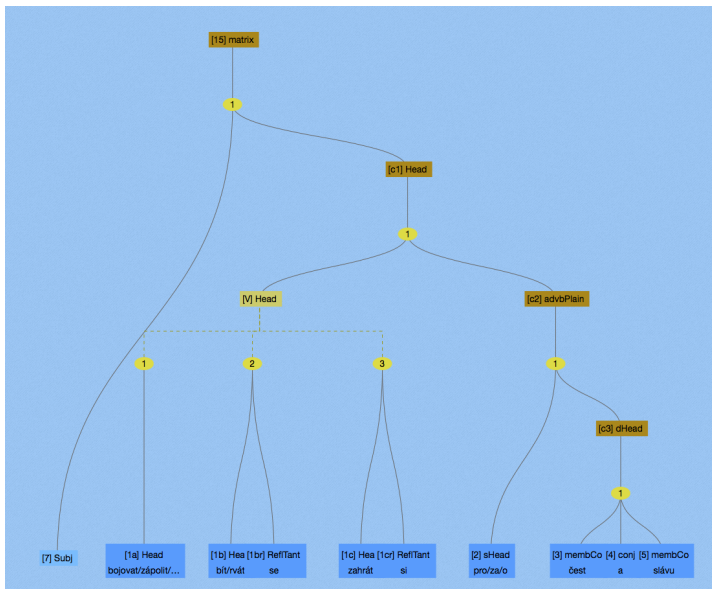 [15] matrix
1
[c1] Head
1
[V] Head
[c2] advbPlain
1
2
3
1
[c3] dHead
1
[7] Subj
[1a] Head
[1b] Hea [1br] ReflTant
[1c] Hea [1cr] ReflTant
[2] sHead
[3] membCo [4] conj [5] membCo
bojovat/zápolit/...
bít/rvát se
zahrát si
pro/za/o
čest a slávu